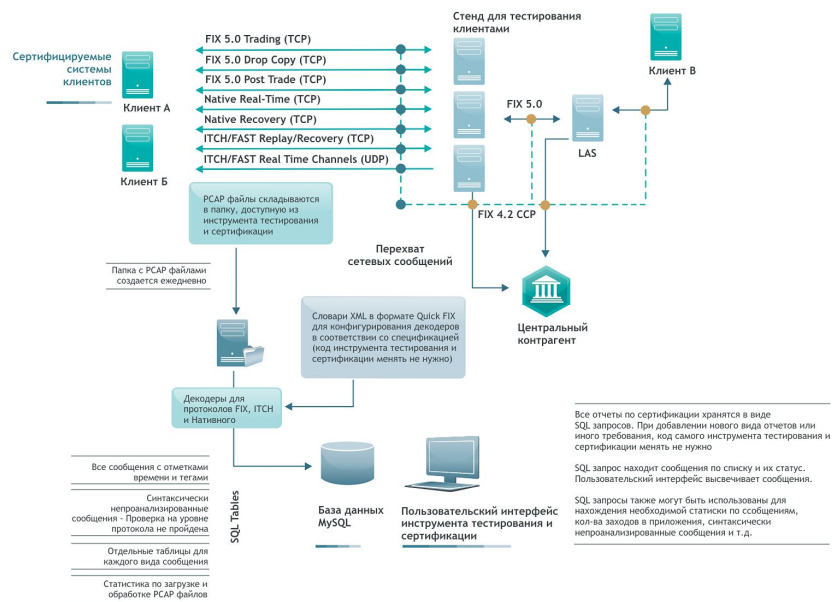 Стенд для тестирования
клиентами
Сертифицируемые
системы
клиентов
Клиент А
Клиент Б
FIX 5.0 Trading (TCP)
FIX 5.0 Drop Copy (TCP)
FIX 5.0 Post Trade (TCP)
Native Real-Time (TCP)
Native Recovery (TCP)
ITCH/FAST Replay/Recovery (TCP)
ITCH/FAST Real Time Channels (UDP)
Клиент В
FIX 5.0
LAS
FIX 4.2 CCP
PCAP файлы складываются
в папку, доступную из
инструмента тестирования
и сертификации
Перехват
сетевых сообщений
Папка с PCAP файлами
создается ежедневно
Центральный
контрагент
Словари XML в формате Quick FIX
для конфигурирования декодеров
в соответствии со спецификацией
(код инструмента тестирования и
сертификации менять не нужно)
Декодеры для
протоколов FIX, ITCH
и Нативного
Все сообщения с отметками
времени и тегами
Синтаксически
непроанализированные
сообщения - Проверка на уровне
протокола не пройдена
Отдельные таблицы для
каждого вида сообщения
Статистика по загрузке и
обработке PCAP файлов
SQL Tables
База данных
MySQL
Пользовательский интерфейс
инструмента тестирования и
сертификации
Все отчеты по сертификации хранятся в виде
SQL запросов. При добавлении нового вида отчетов или
иного требования, код самого инструмента тестирования и
сертификации менять не нужно
SQL запрос находит сообщения по списку и их статус.
Пользовательский интерфейс высвечивает сообщения.
SQL запросы также могут быть использованы для
нахождения необходимой статиски по ссобщениям,
кол-ва заходов в приложения, синтаксически
непроанализированные сообщения и т.д.